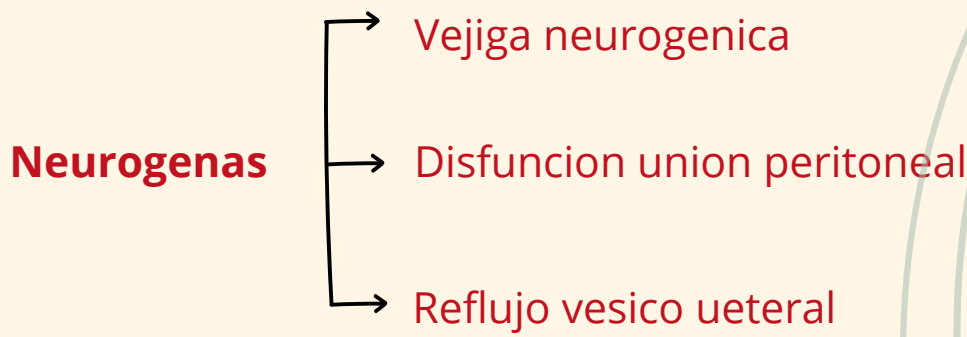 Neurogenas
Vejiga neurogenica
Disfuncion union peritoneal
Reflujo vesico ueteral